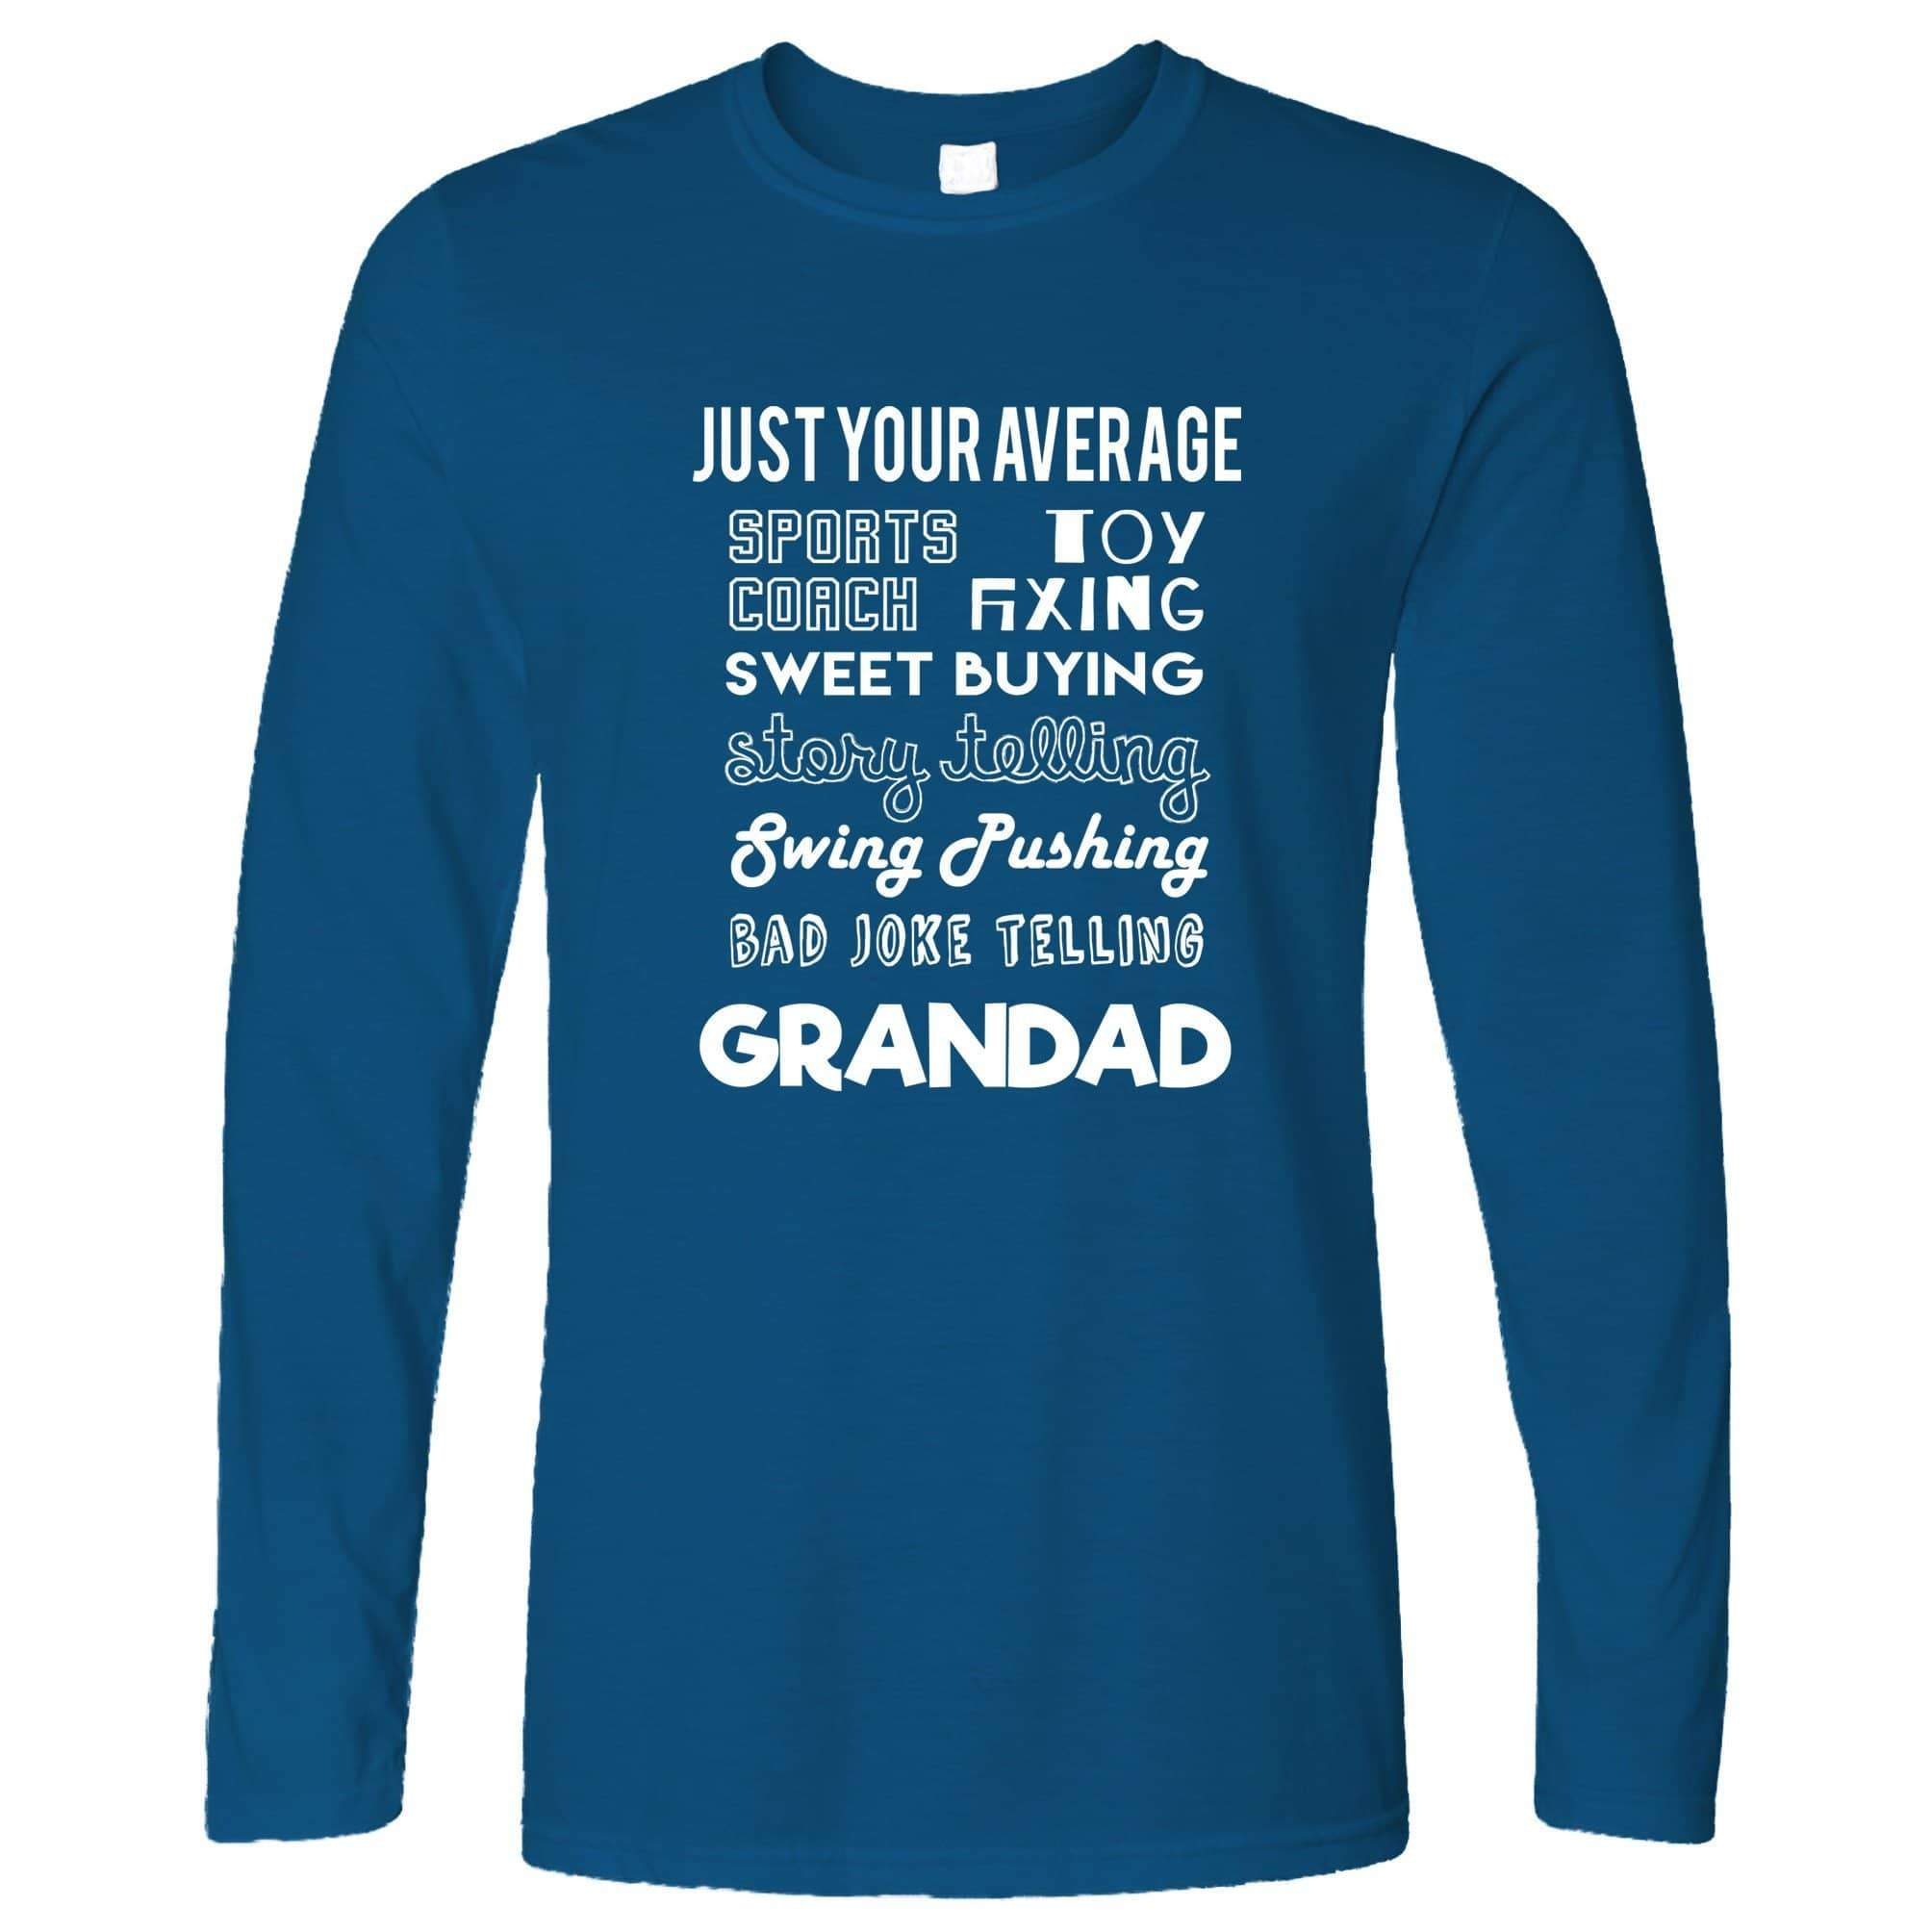 JUST YOUR AVERAGE
SPORTS TOY
COACH FIXING
SWEET BUYING
story telling
Swing Pushing
BAD JOKE TELLING
GRANDAD